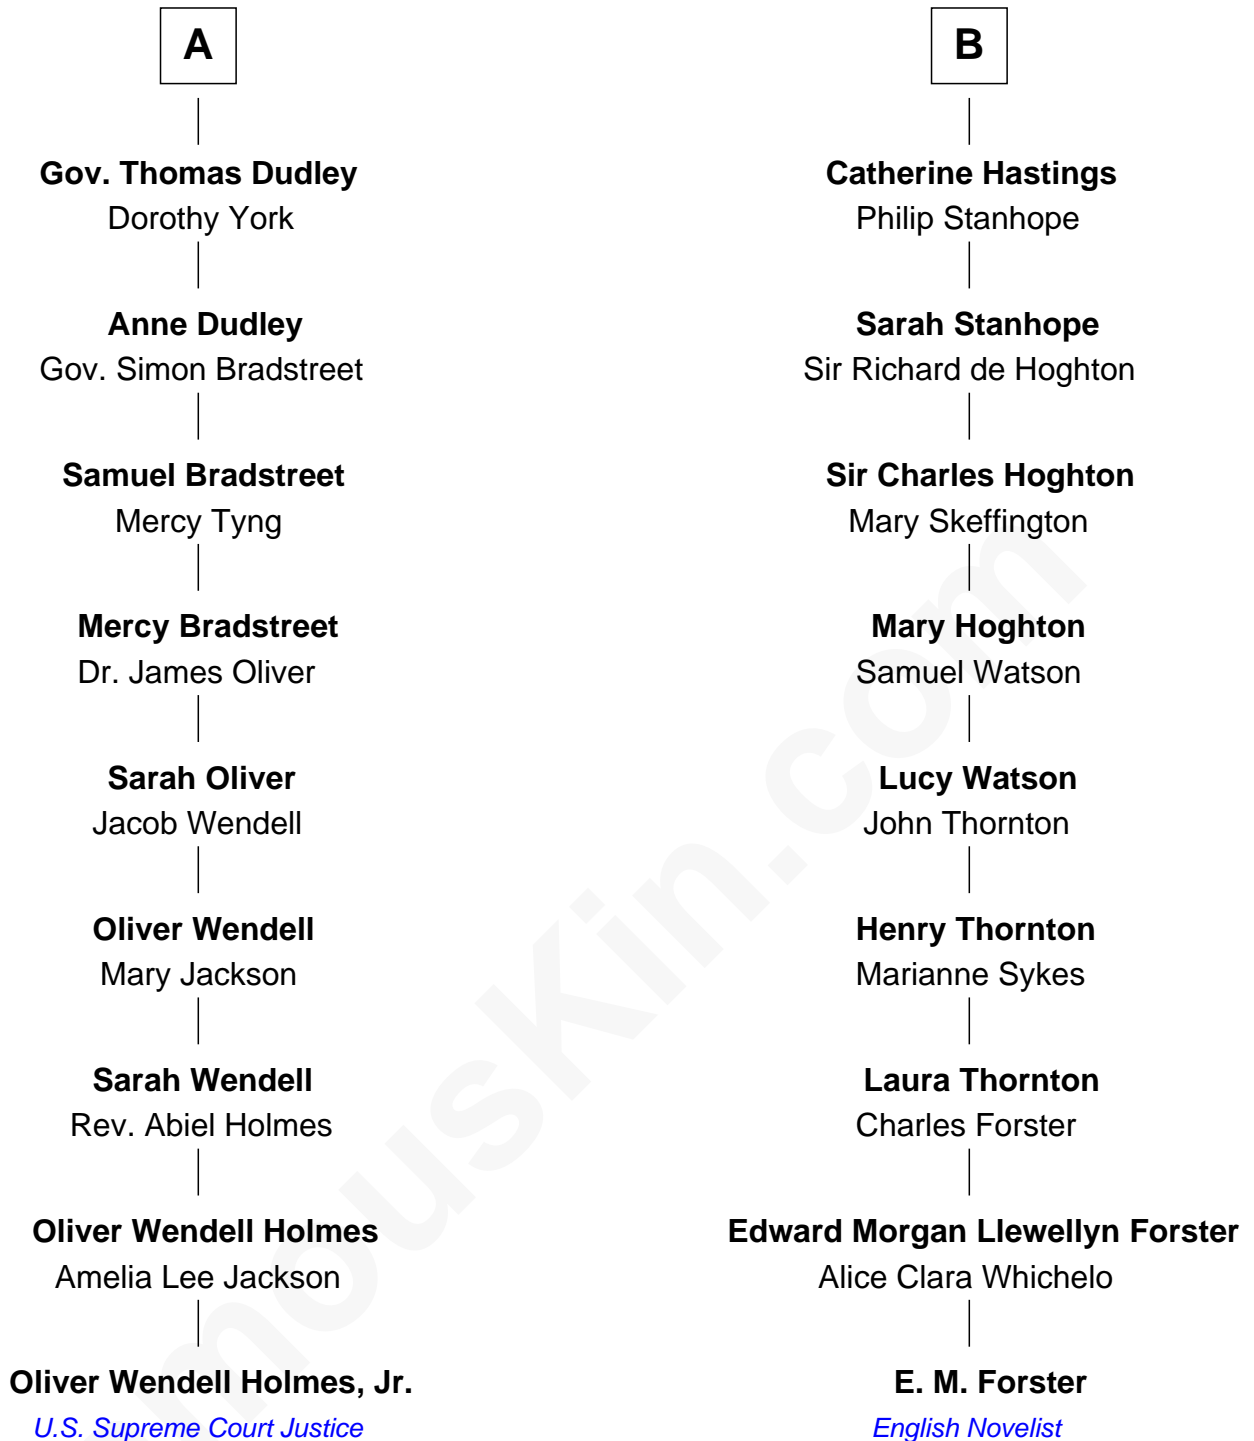 A
Gov. Thomas Dudley
Dorothy York
Anne Dudley
Gov. Simon Bradstreet
Samuel Bradstreet
Mercy Tyng
Mercy Bradstreet
Dr. James Oliver
Sarah Oliver
Jacob Wendell
Oliver Wendell
Mary Jackson
Sarah Wendell
Rev. Abiel Holmes
Oliver Wendell Holmes
Amelia Lee Jackson
Oliver Wendell Holmes, Jr.
U.S. Supreme Court Justice
B
Catherine Hastings
Philip Stanhope
Sarah Stanhope
Sir Richard de Hoghton
Sir Charles Hoghton
Mary Skeffington
Mary Hoghton
Samuel Watson
Lucy Watson
John Thornton
Henry Thornton
Marianne Sykes
Laura Thornton
Charles Forster
Edward Morgan Llewellyn Forster
Alice Clara Whichelo
E. M. Forster
English Novelist
mousKin.com